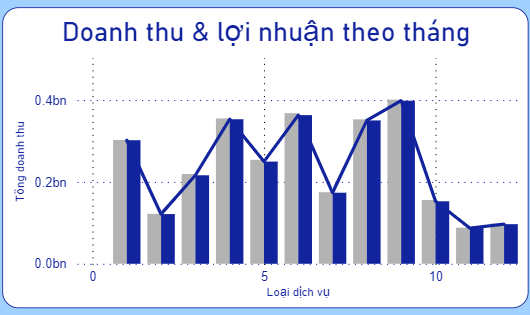 Doanh thu & lợi nhuận theo tháng
Tổng doanh thu
0.4bn
0.2bn
0.0bn
0
5
10
Loại dịch vụ